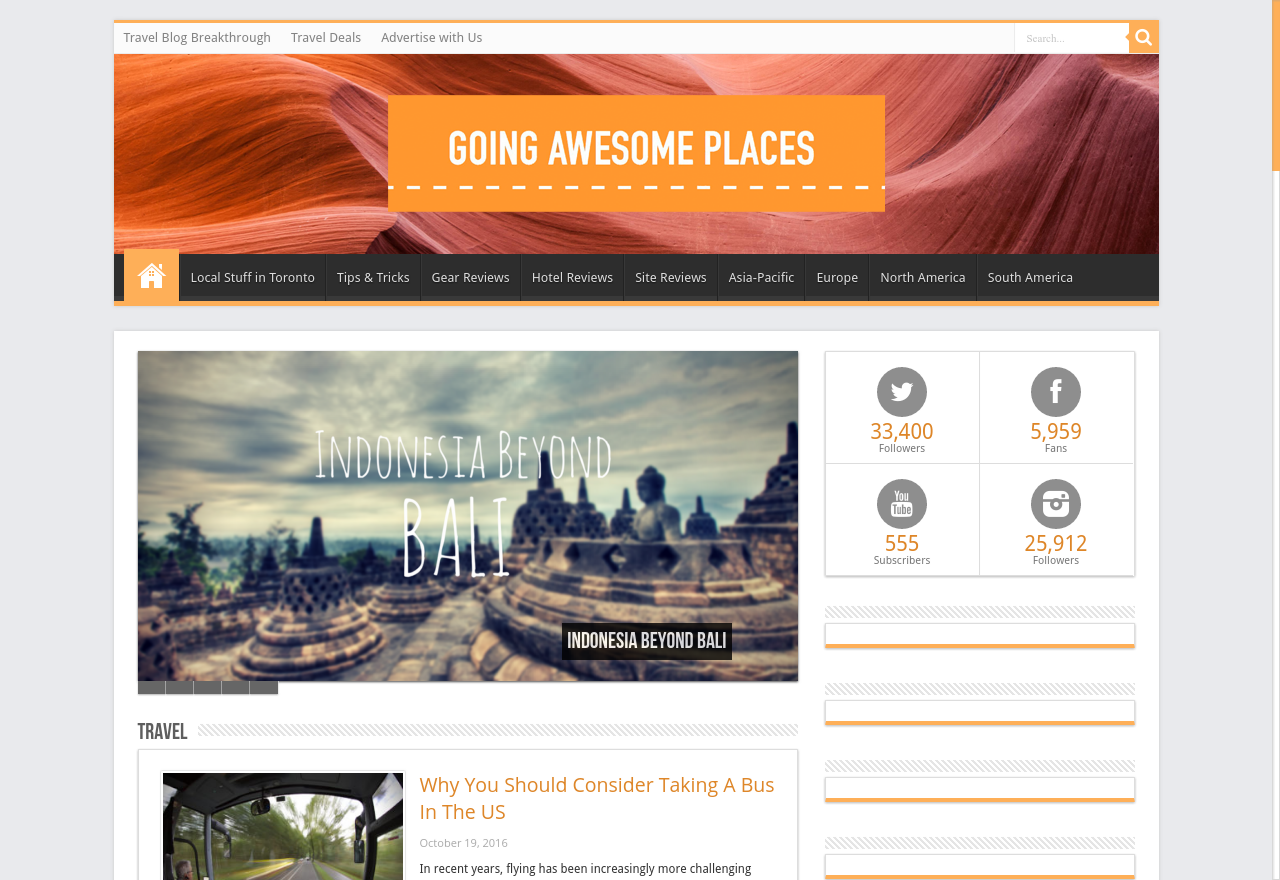 Travel Blog Breakthrough Travel Deals Advertise with Us Search...
GOING AWESOME PLACES
Local Stuff in Toronto Tips & Tricks Gear Reviews Hotel Reviews Site Reviews Asia-Pacific Europe North America South America
INDONESIA BEYOND
BALI
INDONESIA BEYOND BALI
33,400
Followers
5,959
Fans
You
Tube
555
Subscribers
25,912
Followers
TRAVEL
Why You Should Consider Taking A Bus
In The US
October 19, 2016
In recent years, flying has been increasingly more challenging